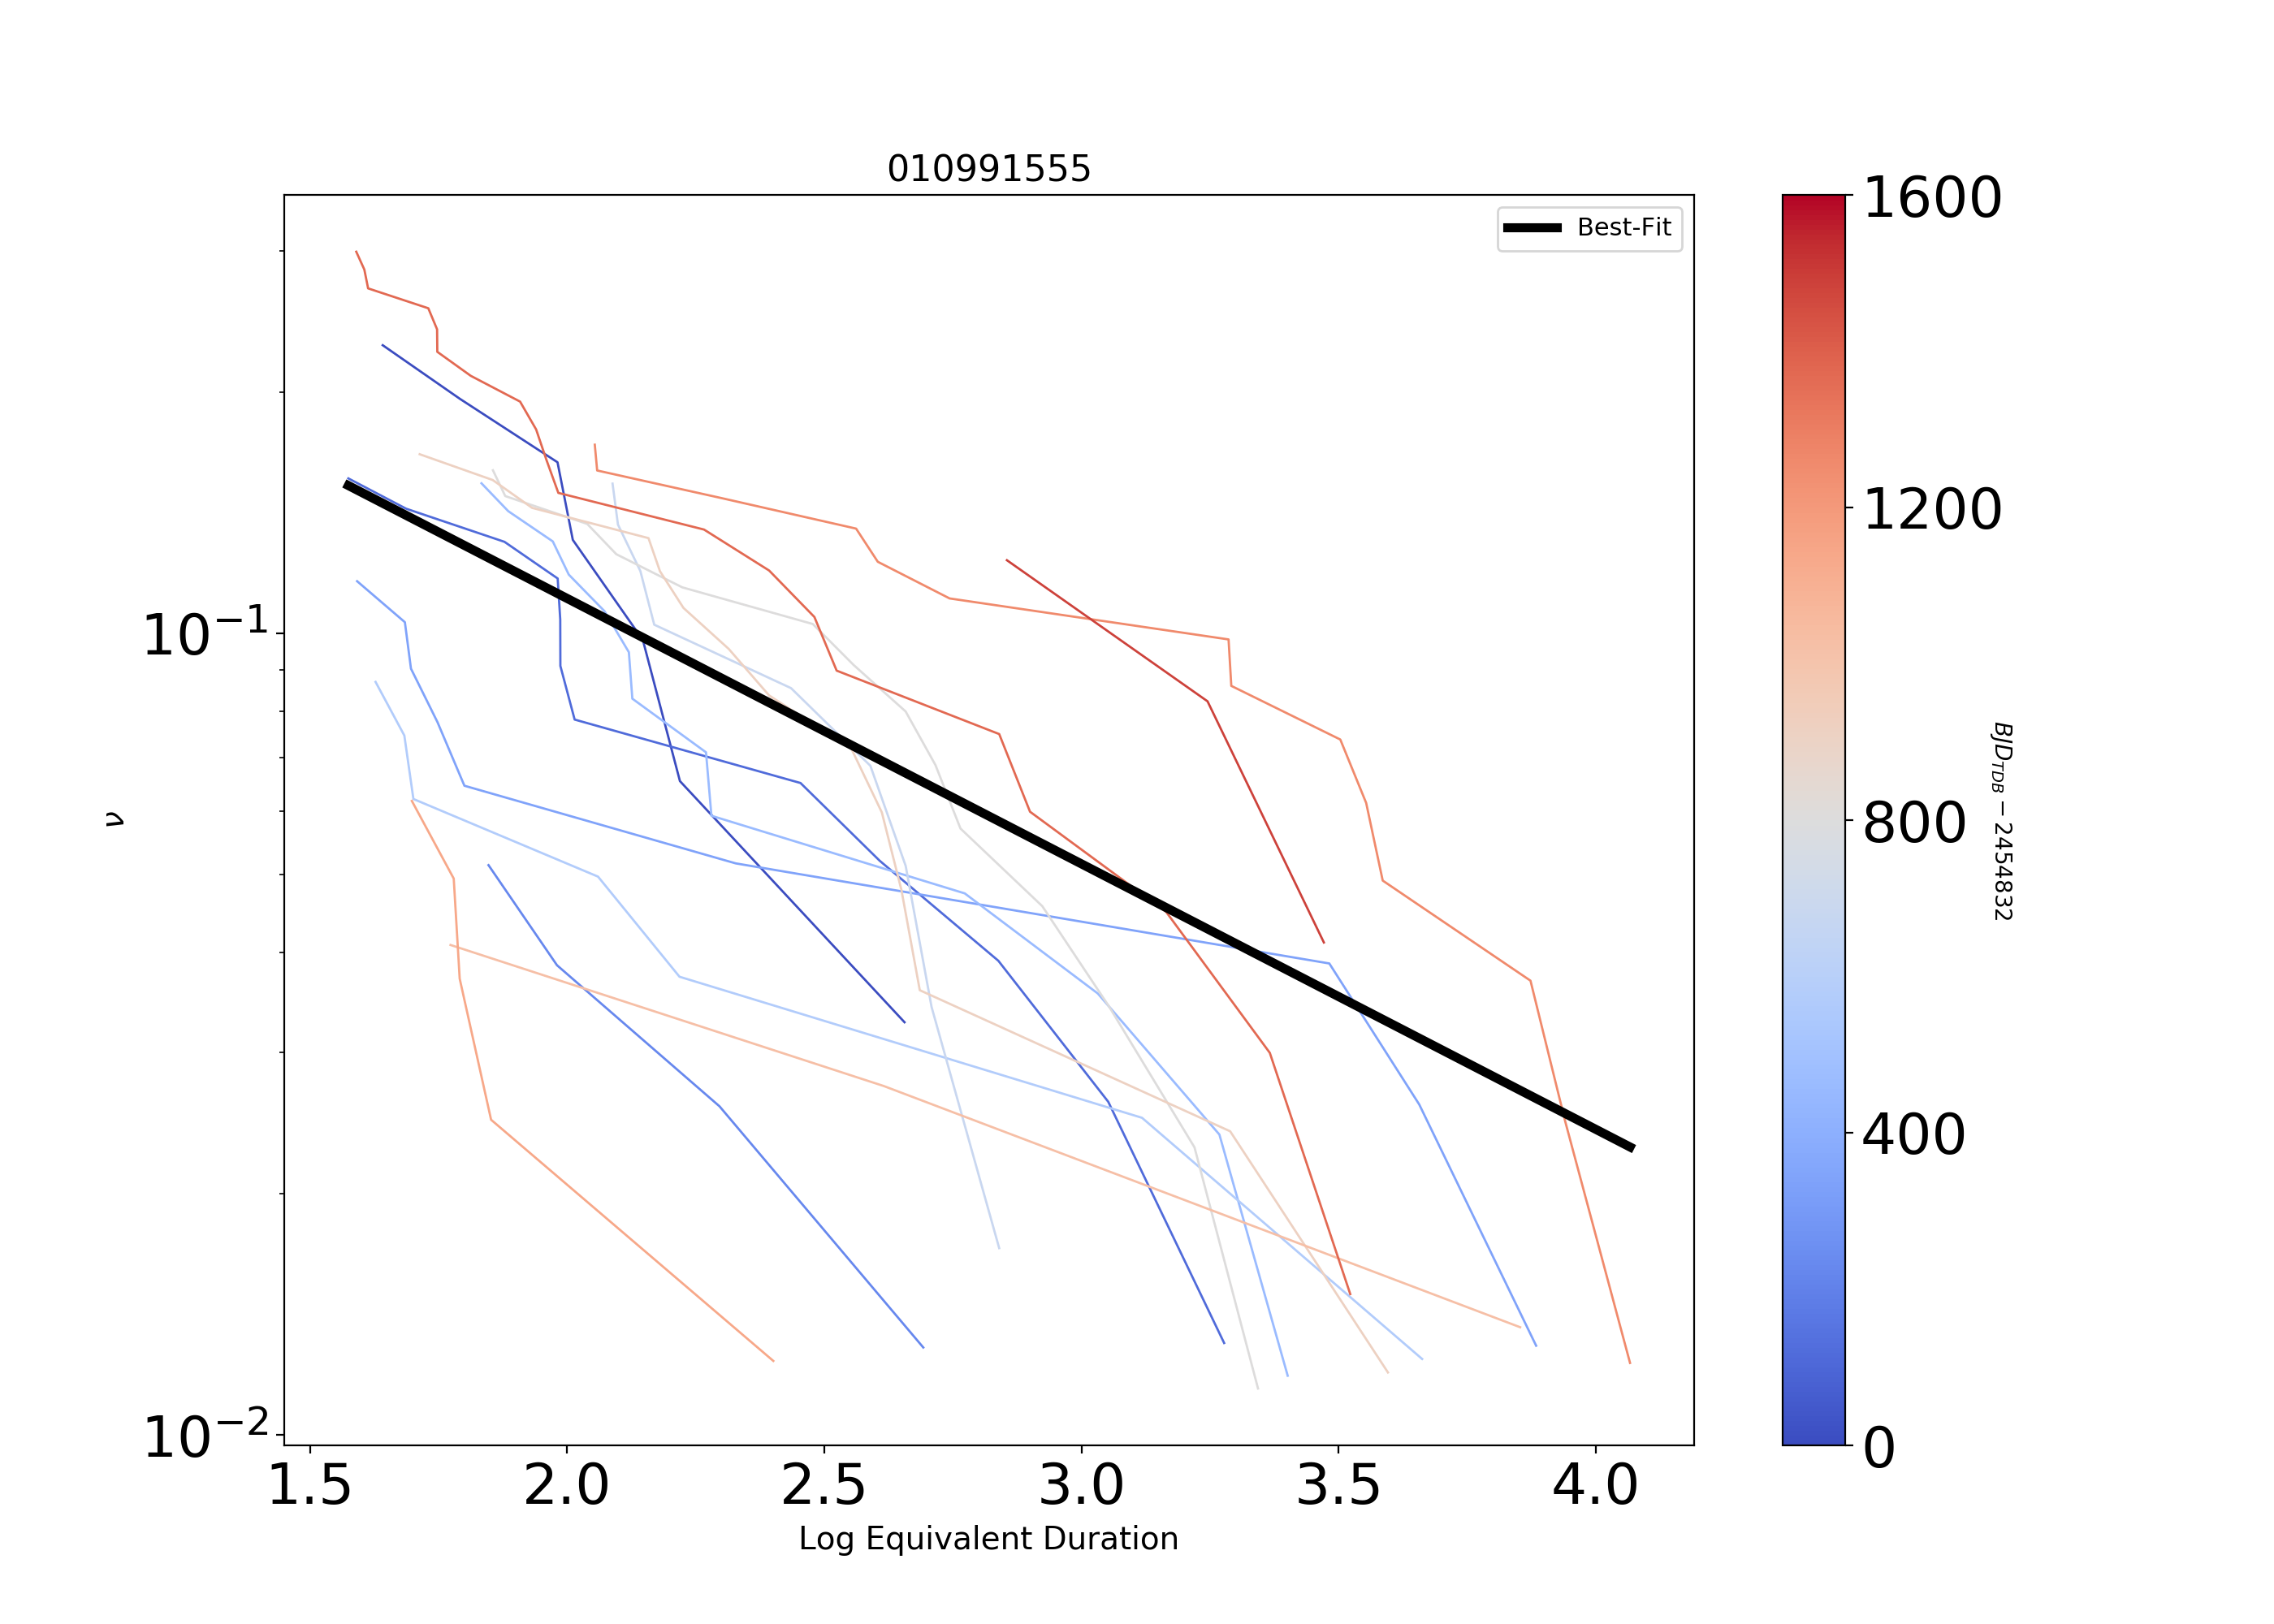 010991555
Best-Fit
ν
10⁻¹
10⁻²
1.5 2.0 2.5 3.0 3.5 4.0
Log Equivalent Duration
1600
1200
800
400
0
BJD_TDB − 2454832